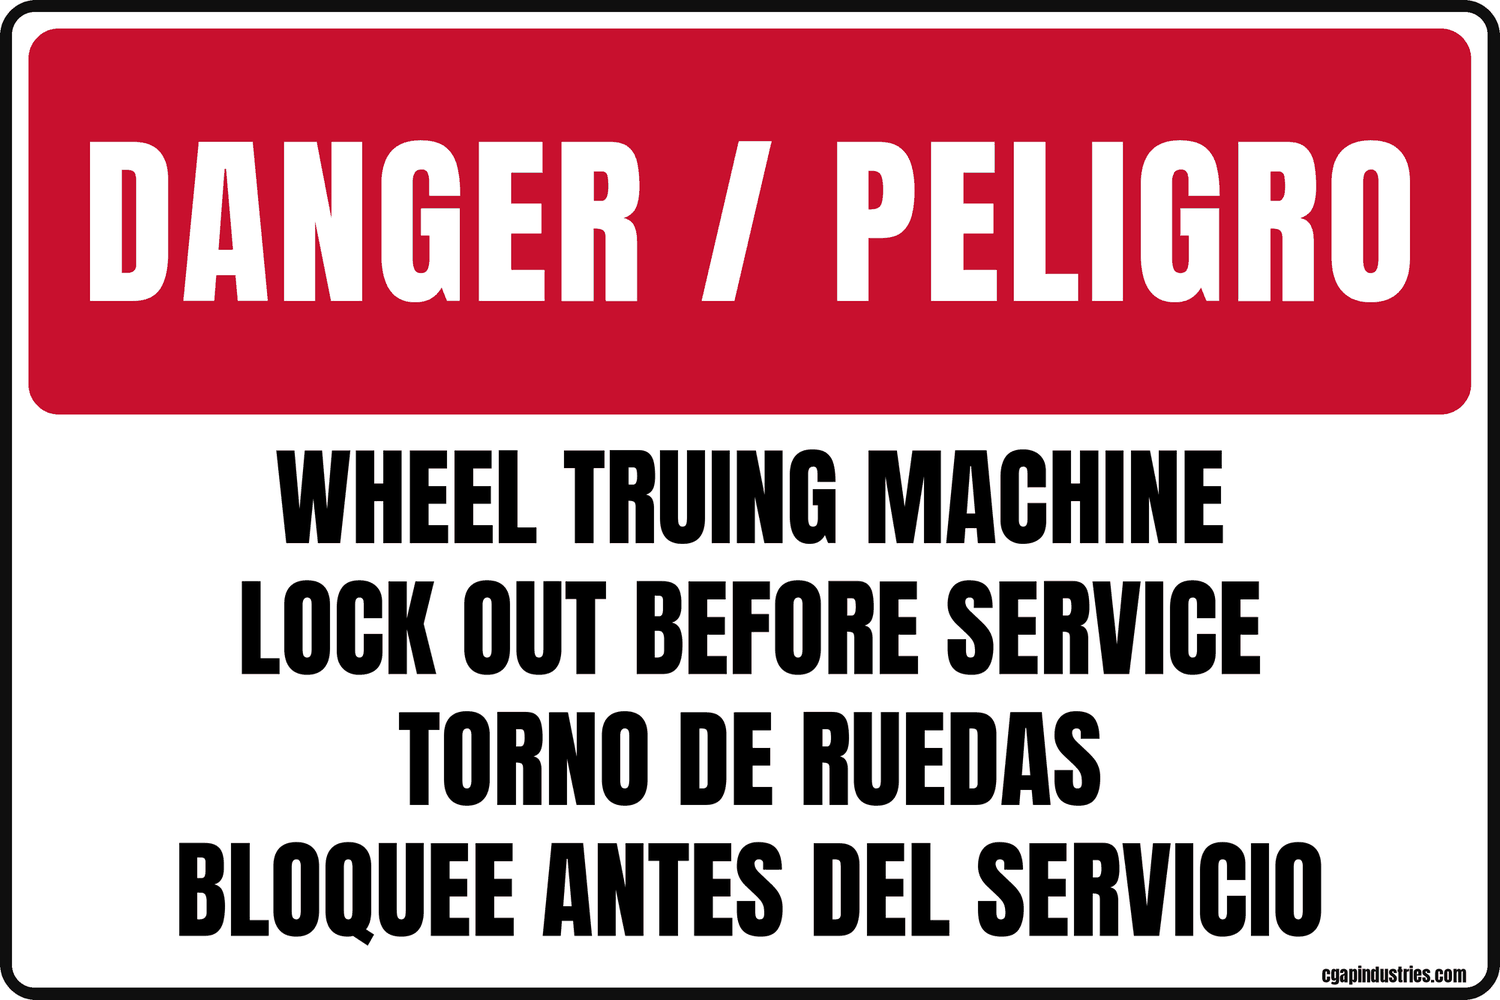 DANGER / PELIGRO
WHEEL TRUING MACHINE
LOCK OUT BEFORE SERVICE
TORNO DE RUEDAS
BLOQUEE ANTES DEL SERVICIO
cgapindustries.com